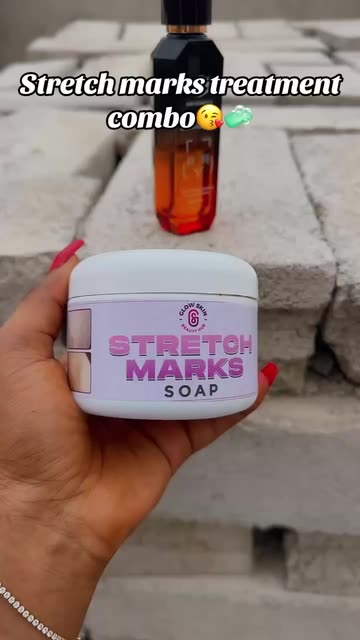 Stretch marks treatment
combo😘🧼
GLOW SKIN
BEAUTY HUB
STRETCH
MARKS
SOAP